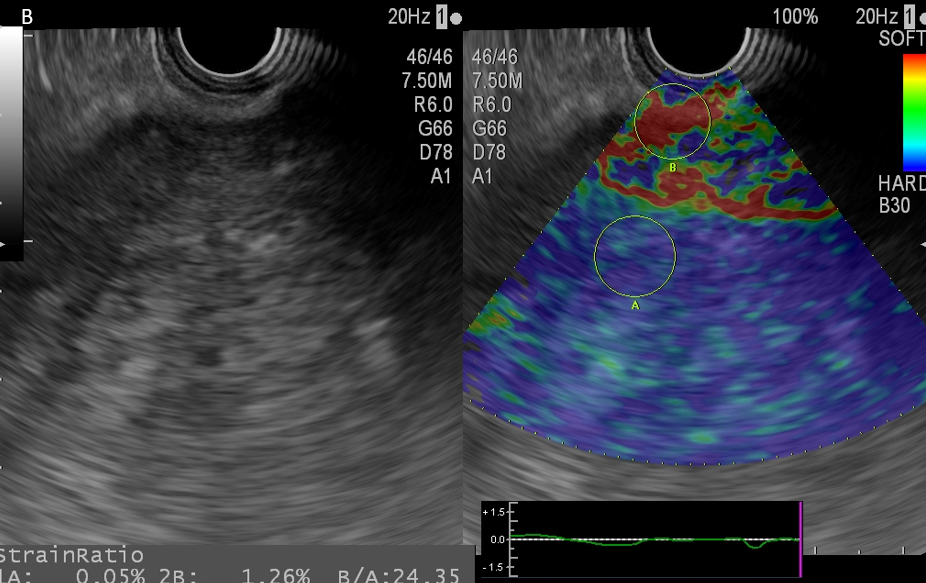 B
20Hz 1
46/46
7.50M
R6.0
G66
D78
A1
100% 20Hz 1
46/46
7.50M
R6.0
G66
D78
A1
SOFT
HARD
B30
B
A
+1.5
0.0
-1.5
StrainRatio
1A: 0.05% 2B: 1.26% B/A:24.35